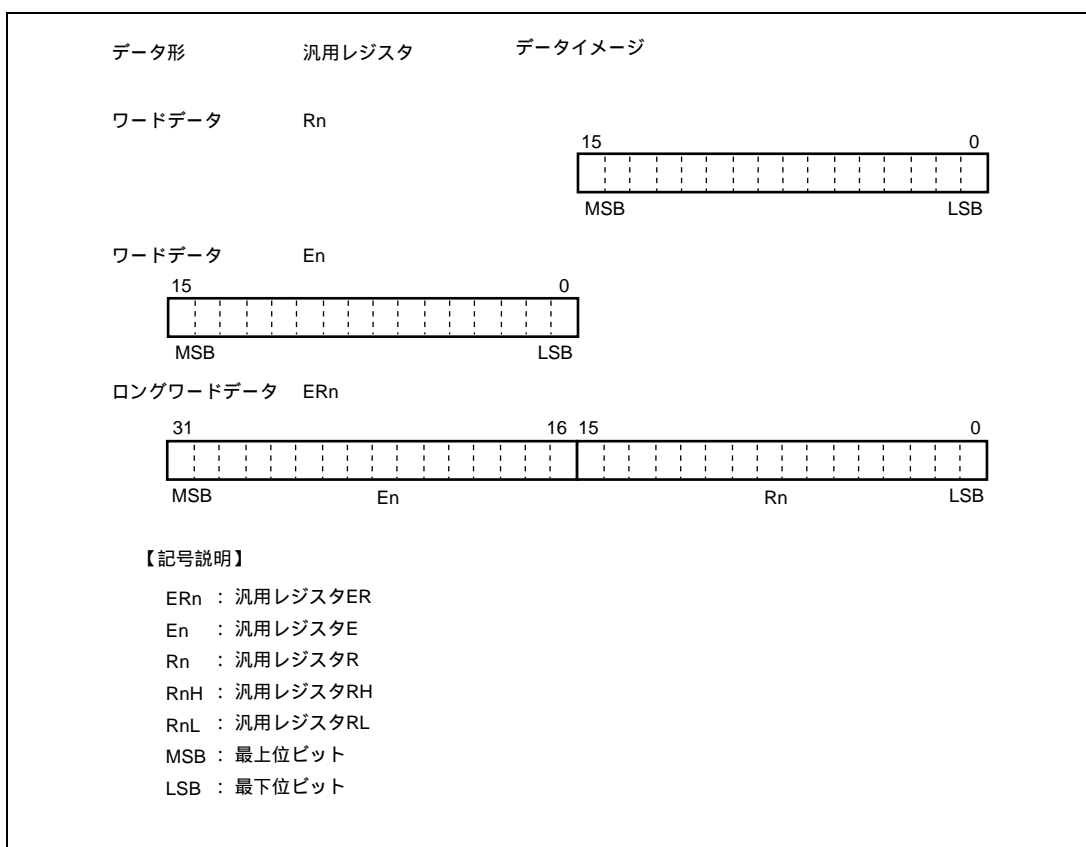 データ形 汎用レジスタ データイメージ
ワードデータ Rn
15 0
MSB LSB
ワードデータ En
15 0
MSB LSB
ロングワードデータ ERn
31 16 15 0
MSB En Rn LSB
【記号説明】
ERn : 汎用レジスタER
En : 汎用レジスタE
Rn : 汎用レジスタR
RnH : 汎用レジスタRH
RnL : 汎用レジスタRL
MSB : 最上位ビット
LSB : 最下位ビット